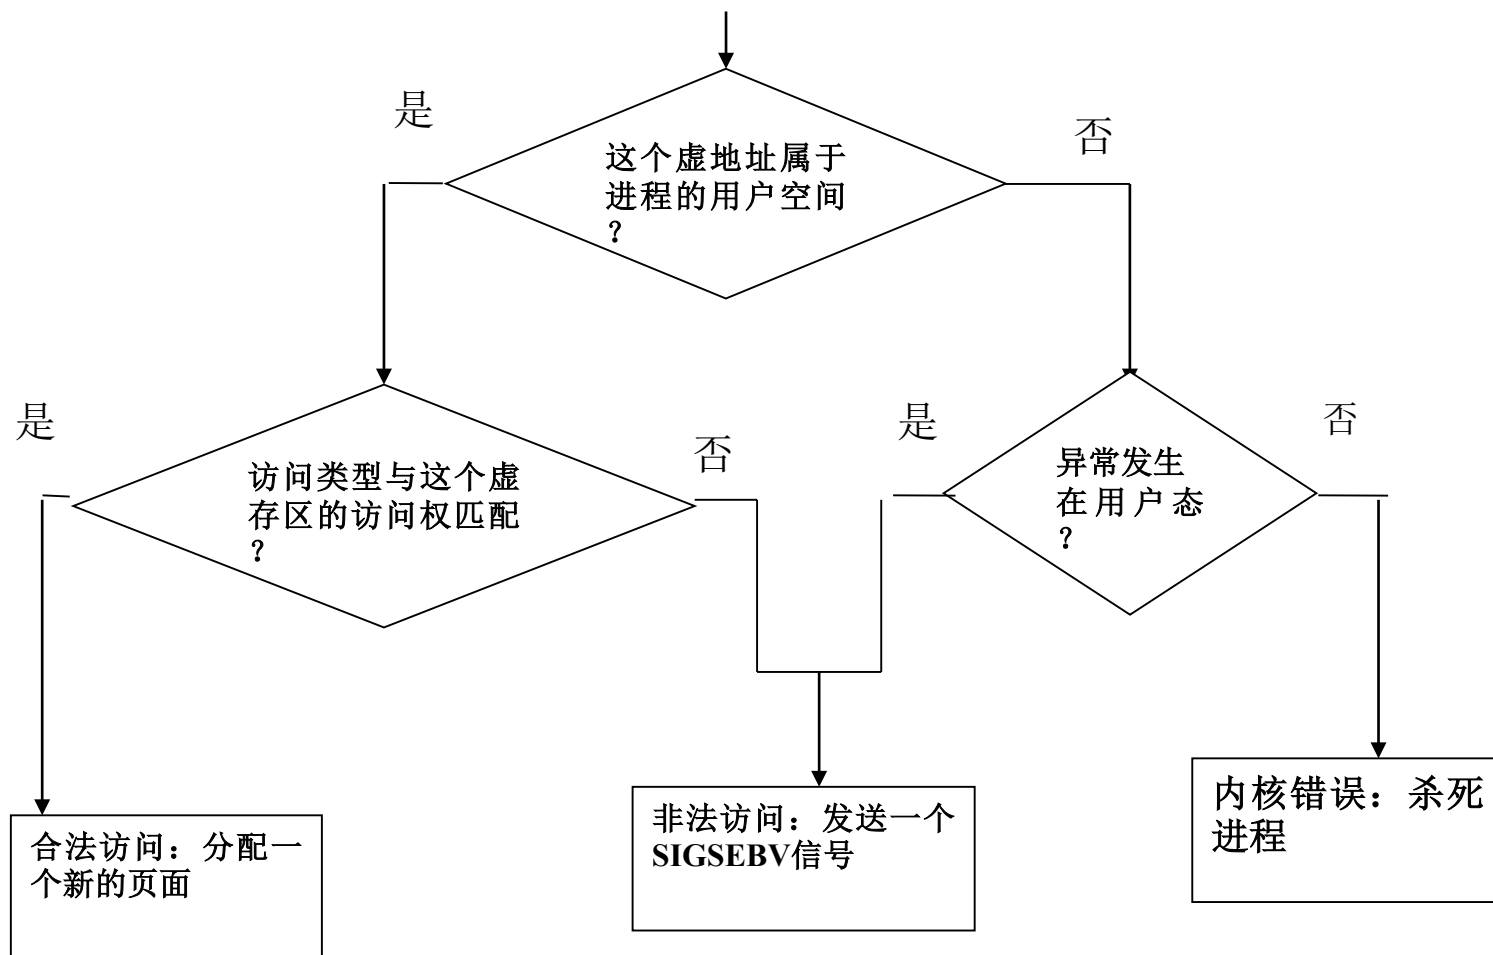 是
否
这个虚地址属于
进程的用户空间
？
是
否
是
否
访问类型与这个虚
存区的访问权匹配
？
异常发生
在用户态
？
合法访问：分配一
个新的页面
非法访问：发送一个
SIGSEBV信号
内核错误：杀死
进程